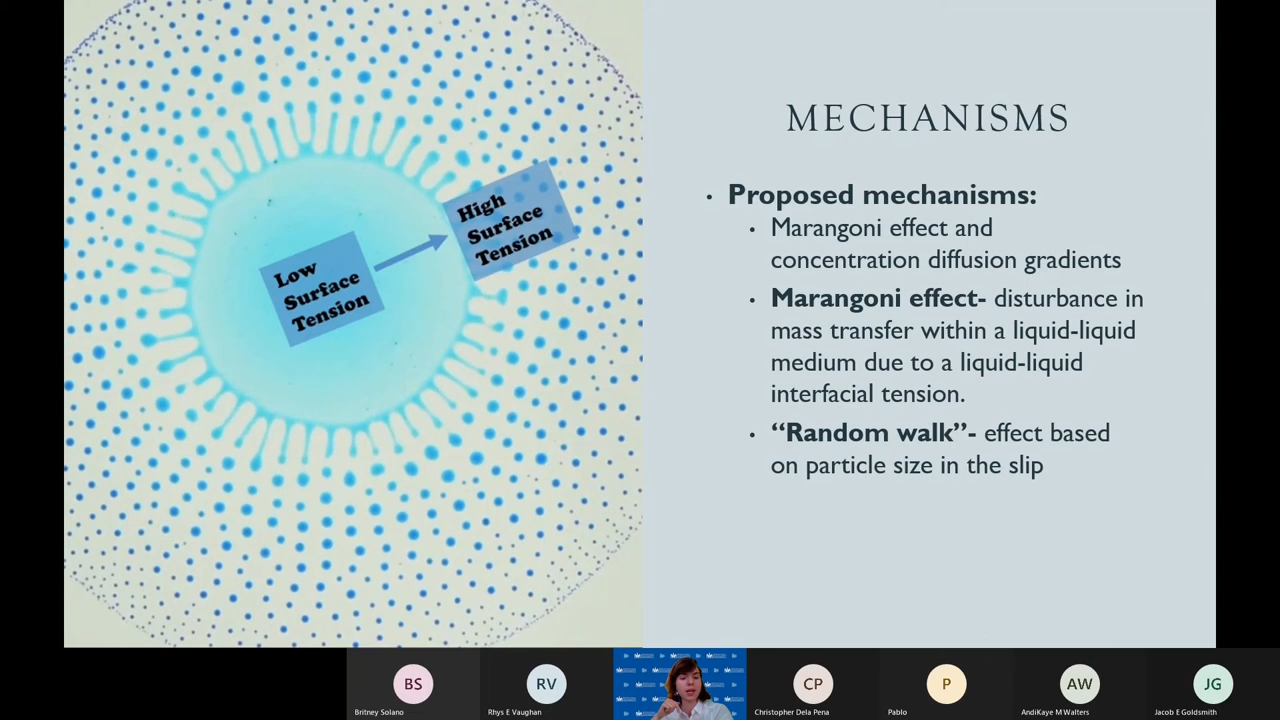 MECHANISMS
• Proposed mechanisms:
• Marangoni effect and
concentration diffusion gradients
• Marangoni effect- disturbance in
mass transfer within a liquid-liquid
medium due to a liquid-liquid
interfacial tension.
• “Random walk”- effect based
on particle size in the slip
Low
Surface
Tension
High
Surface
Tension
BS
Britney Solano
RV
Rhys E Vaughan
CP
Christopher Dela Pena
P
Pablo
AW
AndiKaye M Walters
JG
Jacob E Goldsmith